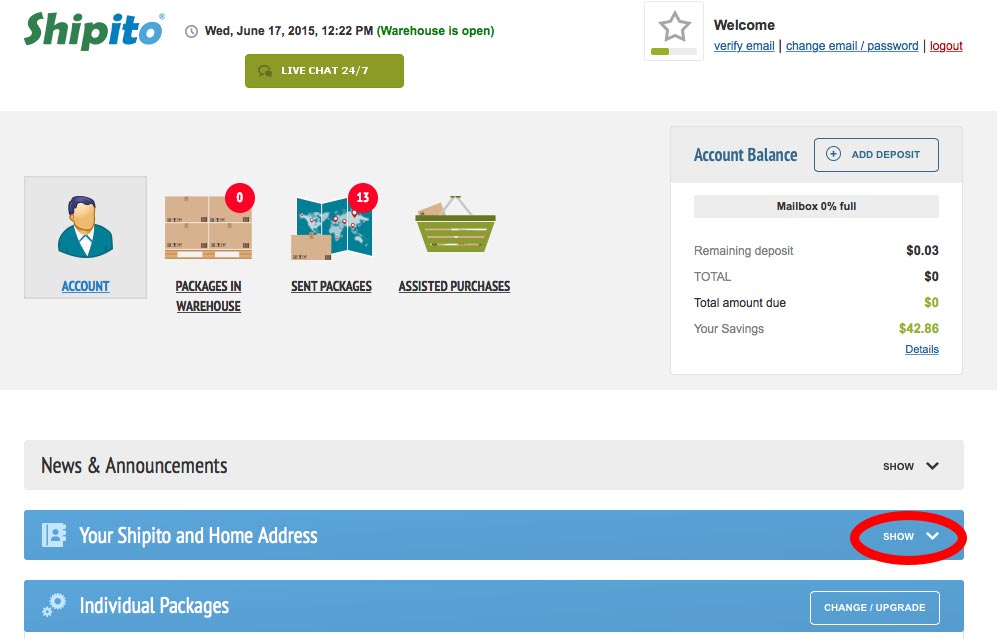 Shipito®
Wed, June 17, 2015, 12:22 PM (Warehouse is open)
LIVE CHAT 24/7
Welcome
verify email | change email / password | logout
ACCOUNT
0
PACKAGES IN
WAREHOUSE
13
SENT PACKAGES
ASSISTED PURCHASES
Account Balance
ADD DEPOSIT
Mailbox 0% full
Remaining deposit $0.03
TOTAL $0
Total amount due $0
Your Savings $42.86
Details
News & Announcements SHOW
Your Shipito and Home Address SHOW
Individual Packages CHANGE / UPGRADE